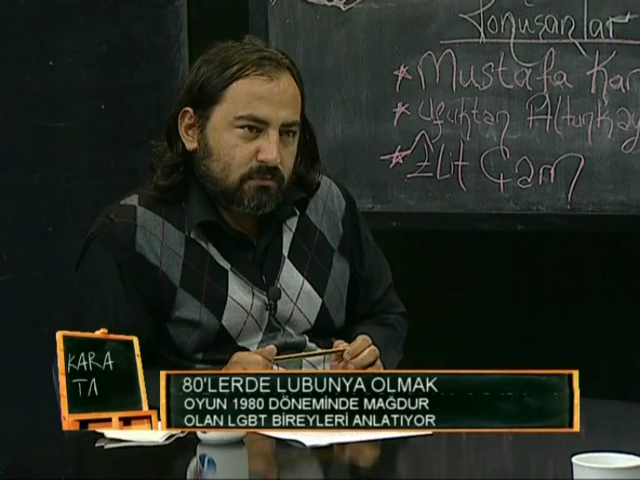 Konuşanlar
* Mustafa Kar
* Ufuktan Altunkay
* Elit Çam
KARA
TA
80'LERDE LUBUNYA OLMAK
OYUN 1980 DÖNEMİNDE MAĞDUR
OLAN LGBT BİREYLERİ ANLATIYOR